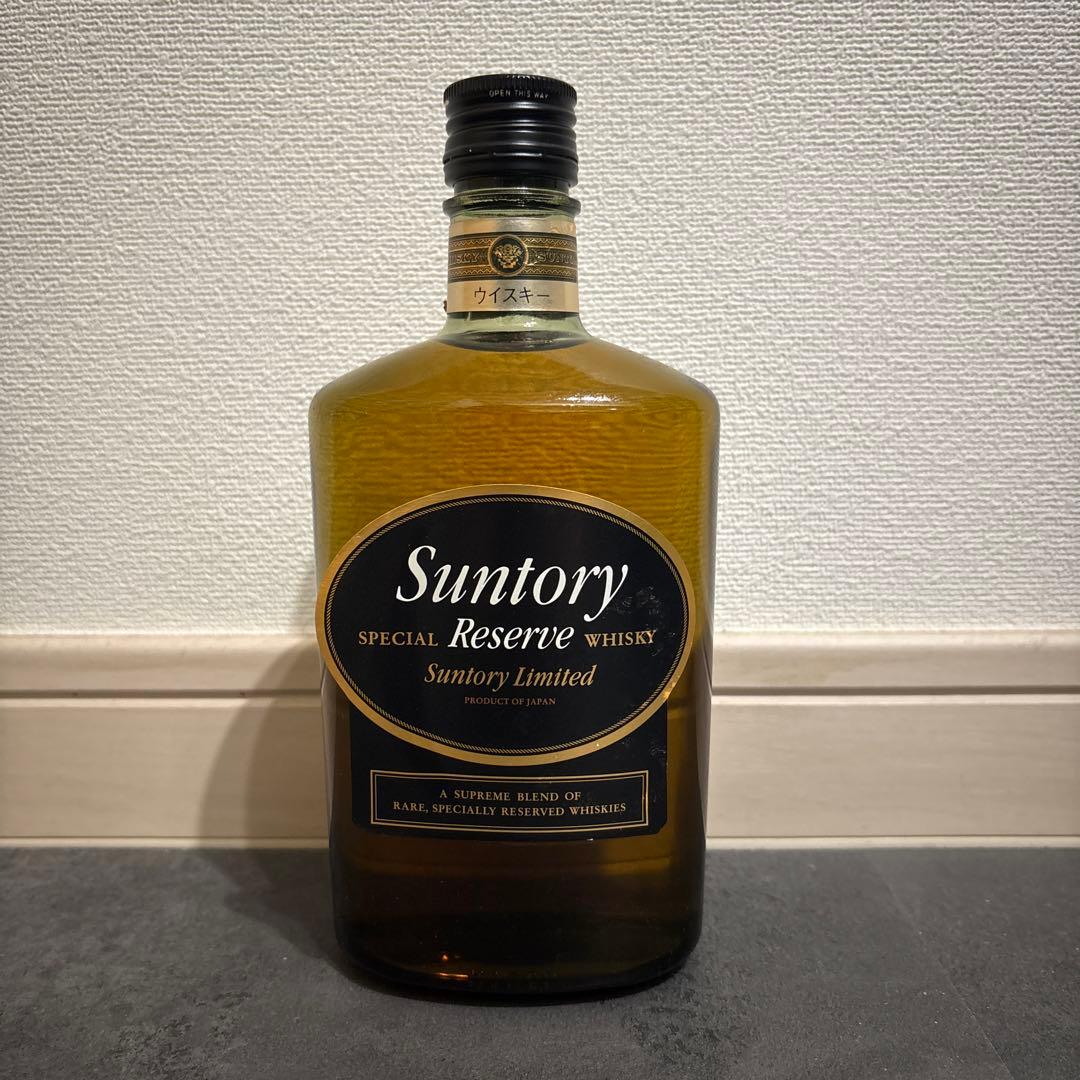 OPEN THIS WAY
ウイスキー
Suntory
SPECIAL Reserve WHISKY
Suntory Limited
PRODUCT OF JAPAN
A SUPREME BLEND OF
RARE, SPECIALLY RESERVED WHISKIES